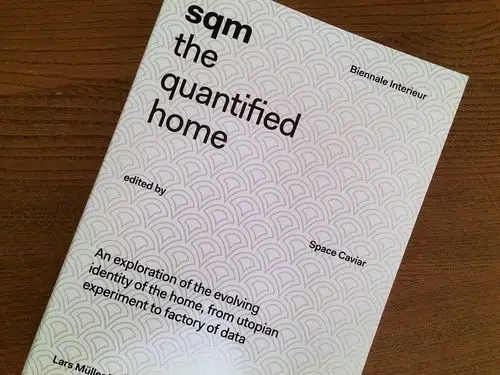 sqm
the
quantified
home
Biennale Interieur
edited by
Space Caviar
An exploration of the evolving
identity of the home, from utopian
experiment to factory of data
Lars Müller